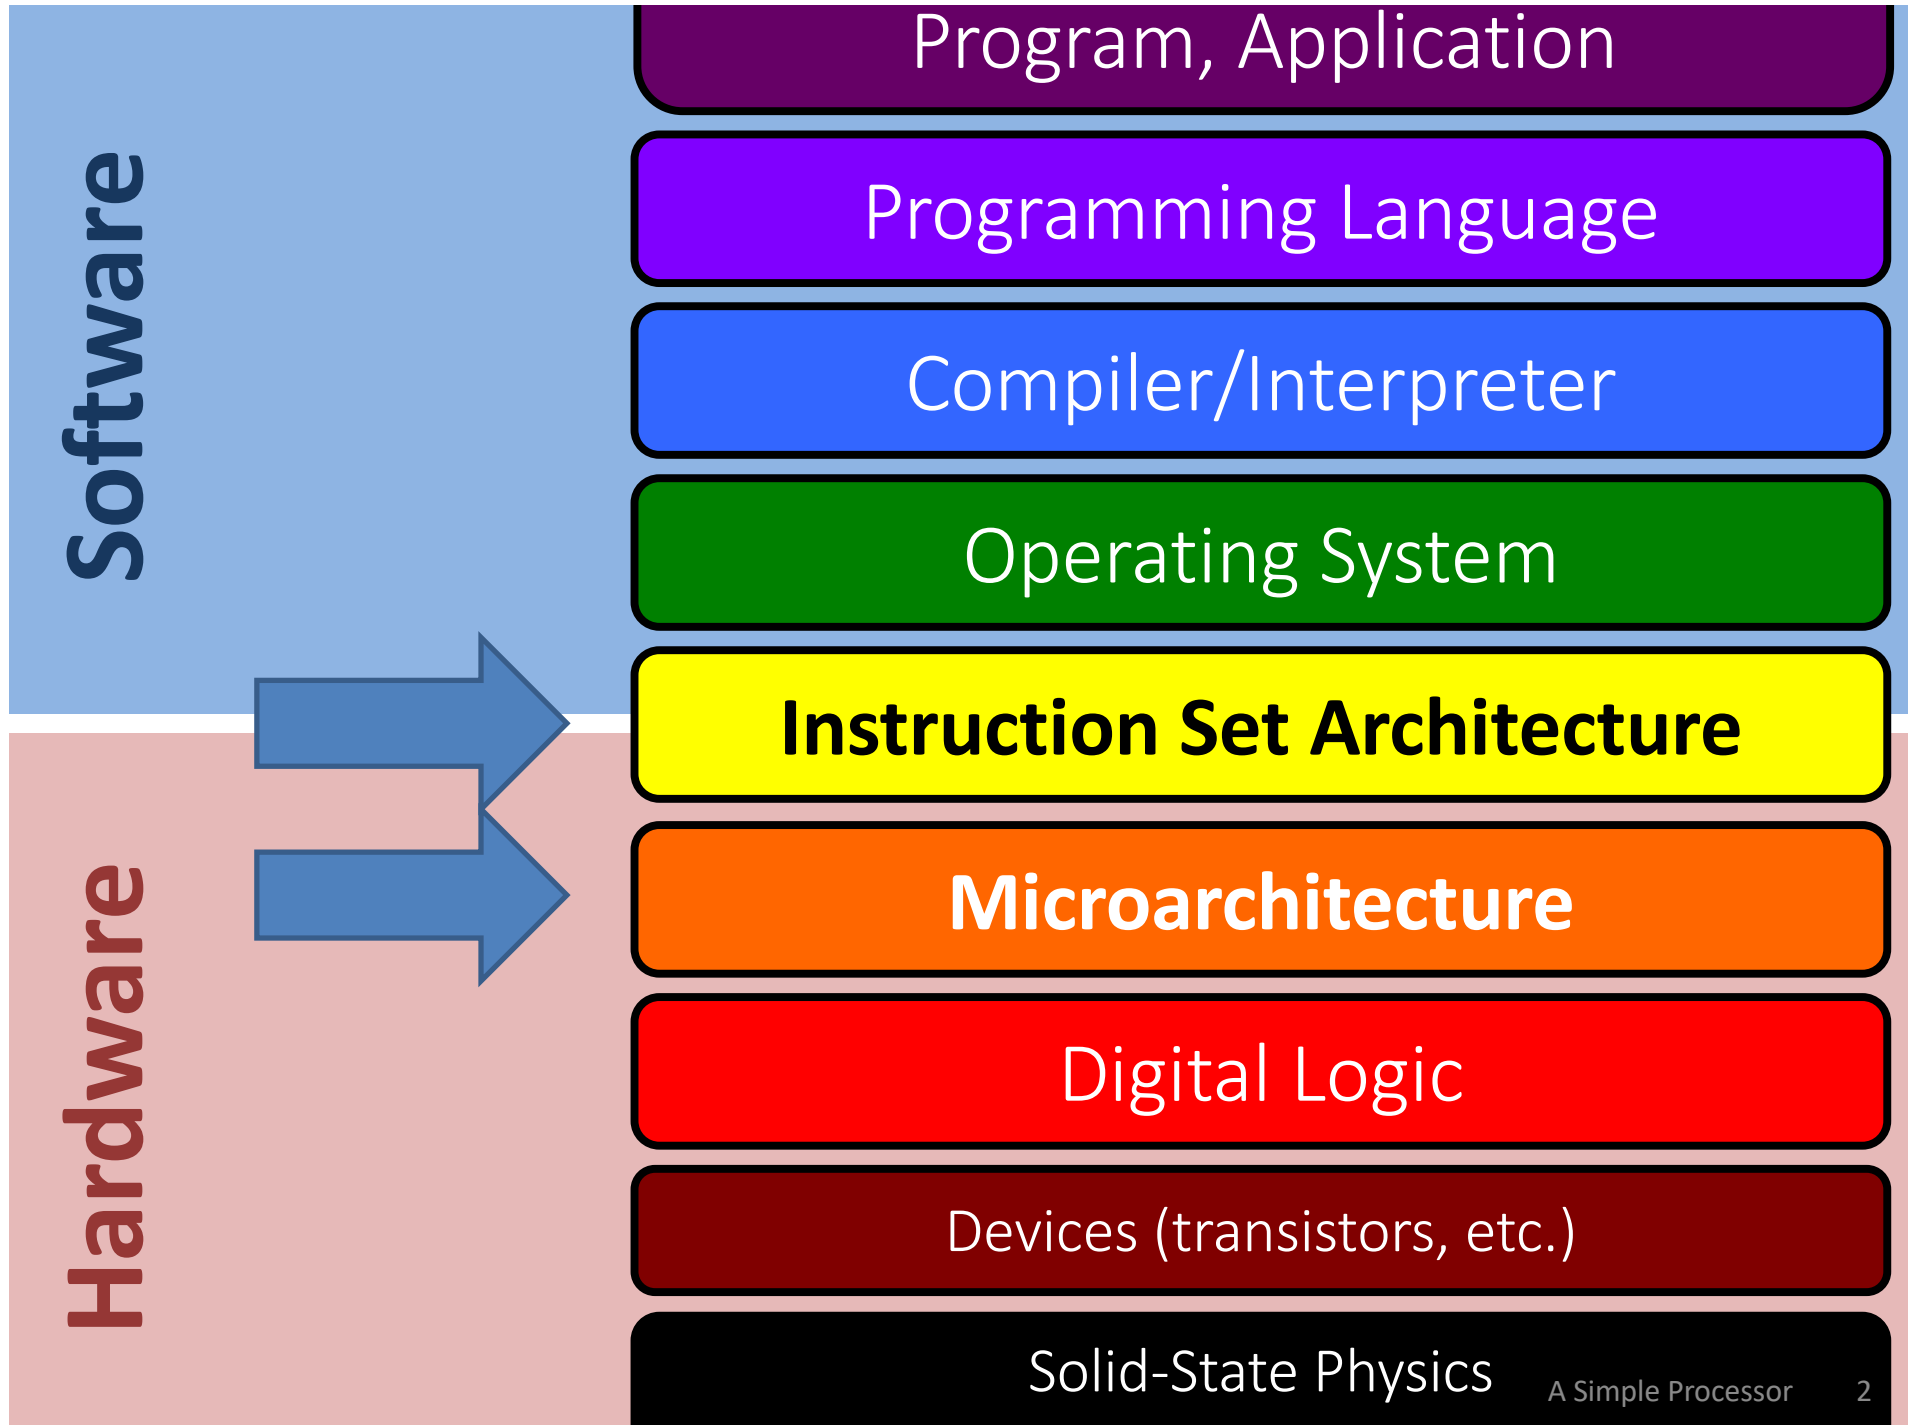 Software
Program, Application
Programming Language
Compiler/Interpreter
Operating System
Instruction Set Architecture
Hardware
Microarchitecture
Digital Logic
Devices (transistors, etc.)
Solid-State Physics
A Simple Processor 2